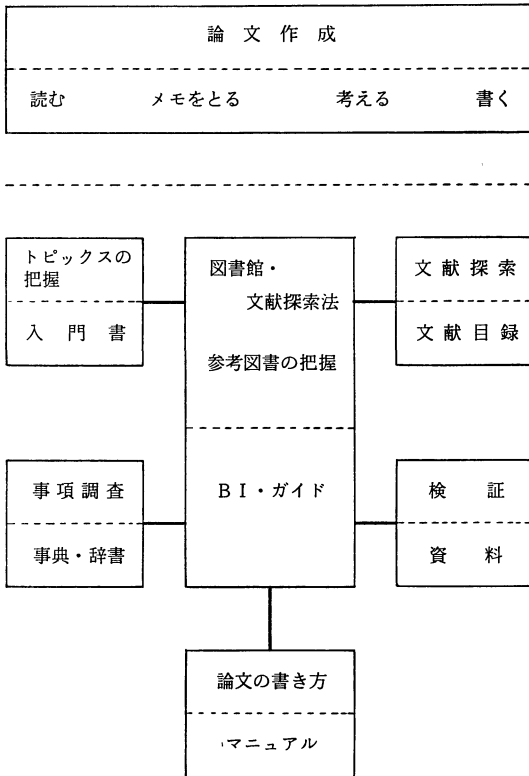 論文作成
読む メモをとる 考える 書く
トピックスの
把握
入門書
図書館・
文献探索法
参考図書の把握
BI・ガイド
文献探索
文献目録
事項調査
事典・辞書
検証
資料
論文の書き方
マニュアル